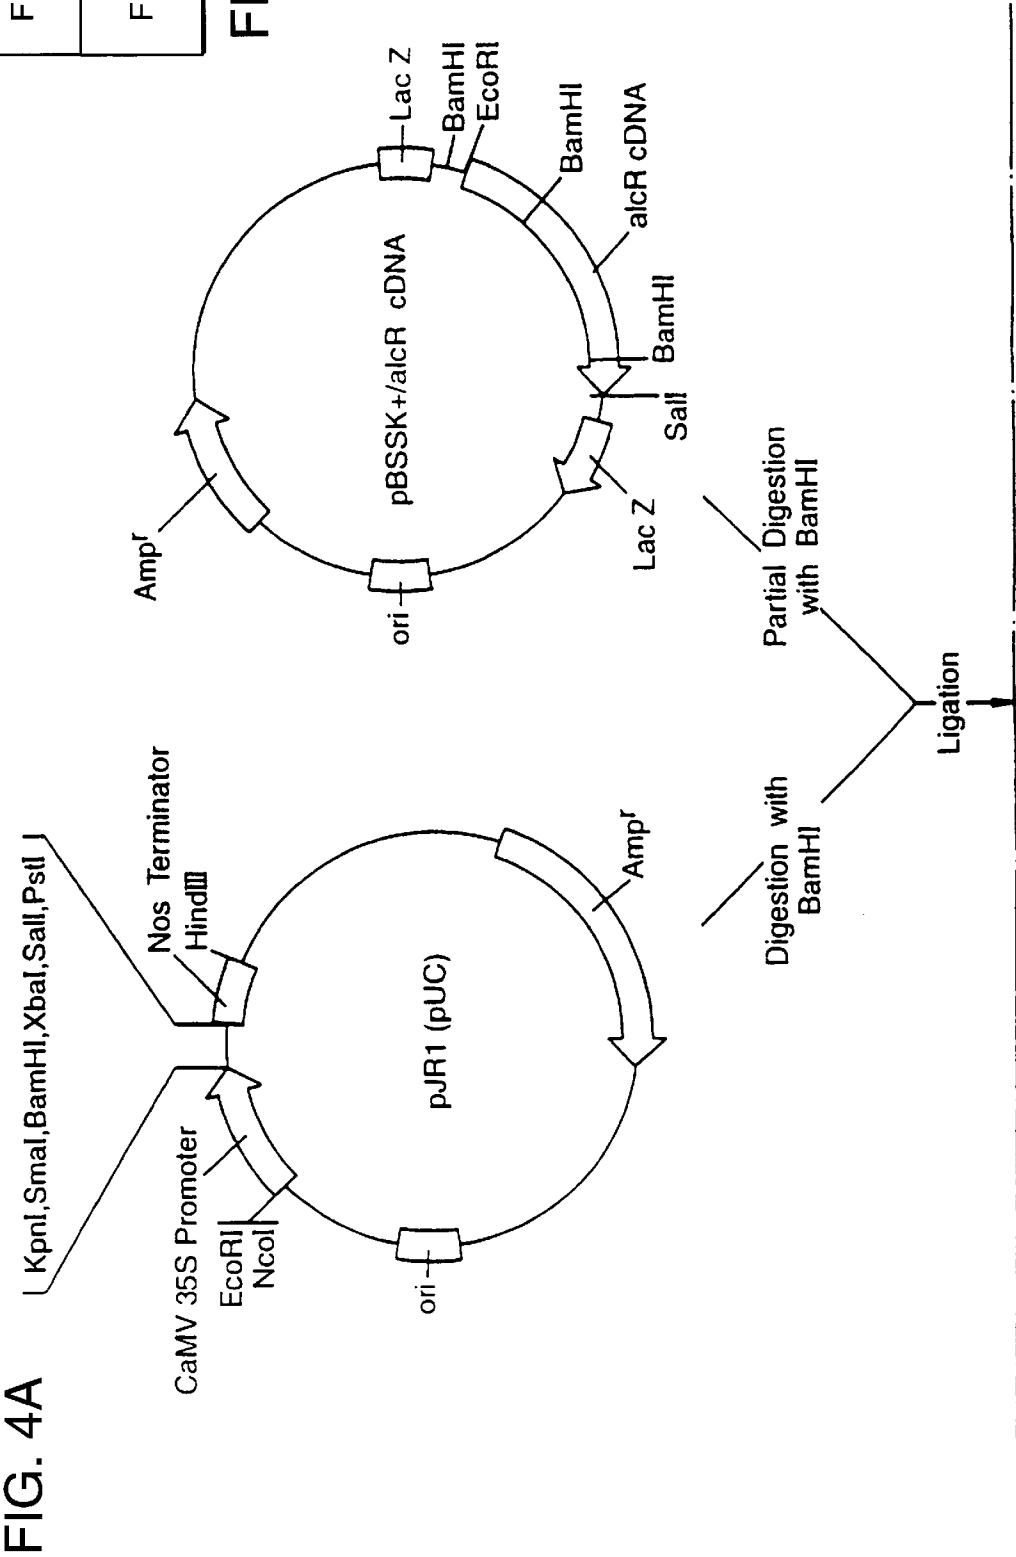 FIG. 4A
KpnI,SmaI,BamHI,XbaI,SalI,PstI
CaMV 35S Promoter
EcoRI
NcoI
Nos Terminator
HindIII
ori
pJR1 (pUC)
Ampr
Ampr
ori
pBSSK+/alcR cDNA
Lac Z
BamHI
EcoRI
BamHI
alcR cDNA
BamHI
SalI
Lac Z
Digestion with
BamHI
Partial Digestion
with BamHI
Ligation
F
F